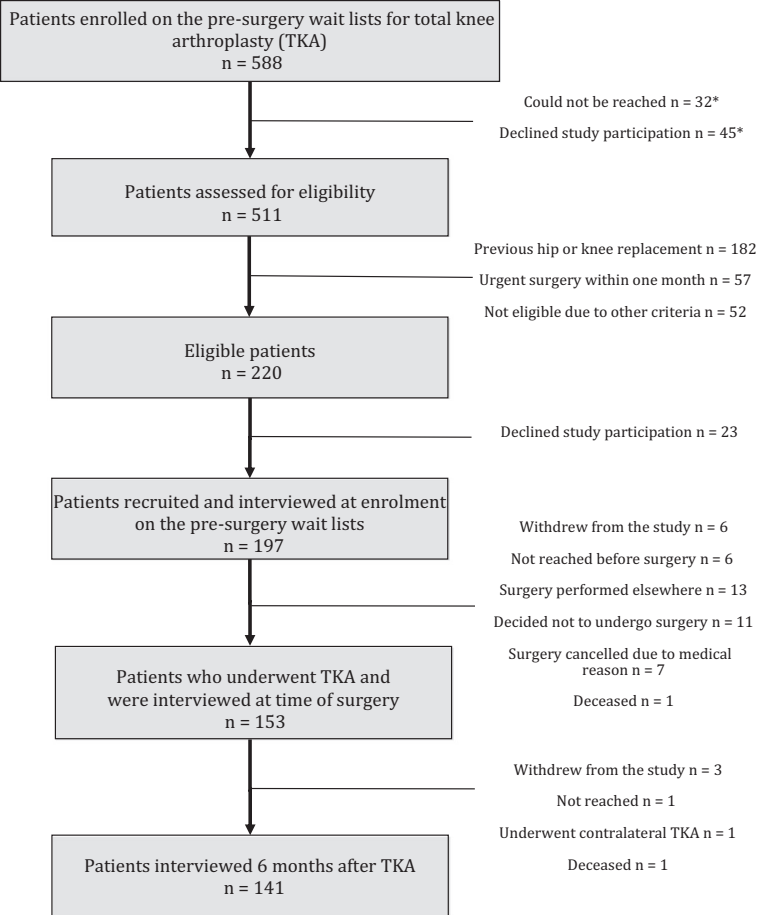 Patients enrolled on the pre-surgery wait lists for total knee
arthroplasty (TKA)
n = 588
Could not be reached n = 32*
Declined study participation n = 45*
Patients assessed for eligibility
n = 511
Previous hip or knee replacement n = 182
Urgent surgery within one month n = 57
Not eligible due to other criteria n = 52
Eligible patients
n = 220
Declined study participation n = 23
Patients recruited and interviewed at enrolment
on the pre-surgery wait lists
n = 197
Withdrew from the study n = 6
Not reached before surgery n = 6
Surgery performed elsewhere n = 13
Decided not to undergo surgery n = 11
Surgery cancelled due to medical
reason n = 7
Deceased n = 1
Patients who underwent TKA and
were interviewed at time of surgery
n = 153
Withdrew from the study n = 3
Not reached n = 1
Underwent contralateral TKA n = 1
Deceased n = 1
Patients interviewed 6 months after TKA
n = 141